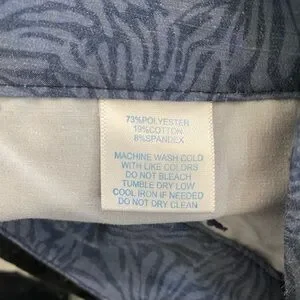 73%POLYESTER
19%COTTON
8%SPANDEX
MACHINE WASH COLD
WITH LIKE COLORS
DO NOT BLEACH
TUMBLE DRY LOW
COOL IRON IF NEEDED
DO NOT DRY CLEAN